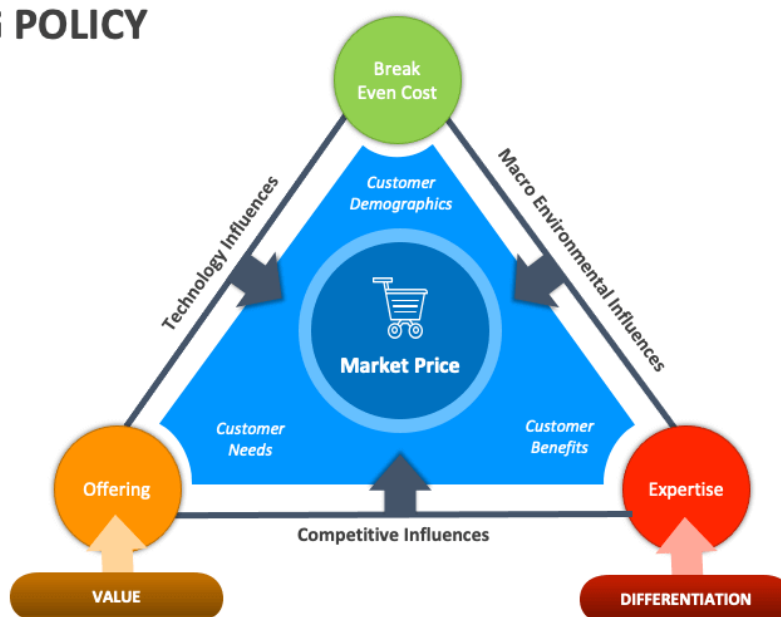 POLICY
Break
Even Cost
Technology Influences
Macro Environmental Influences
Customer
Demographics
Market Price
Customer
Needs
Customer
Benefits
Offering
Expertise
Competitive Influences
VALUE
DIFFERENTIATION